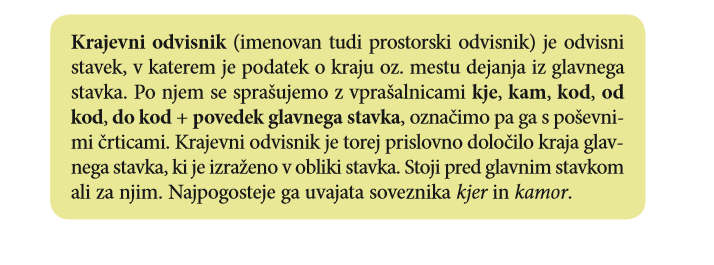 Krajevni odvisnik (imenovan tudi prostorski odvisnik) je odvisni
stavek, v katerem je podatek o kraju oz. mestu dejanja iz glavnega
stavka. Po njem se sprašujemo z vprašalnicami kje, kam, kod, od
kod, do kod + povedek glavnega stavka, označimo pa ga s poševni-
mi črticami. Krajevni odvisnik je torej prislovno določilo kraja glav-
nega stavka, ki je izraženo v obliki stavka. Stoji pred glavnim stavkom
ali za njim. Najpogosteje ga uvajata soveznika kjer in kamor.